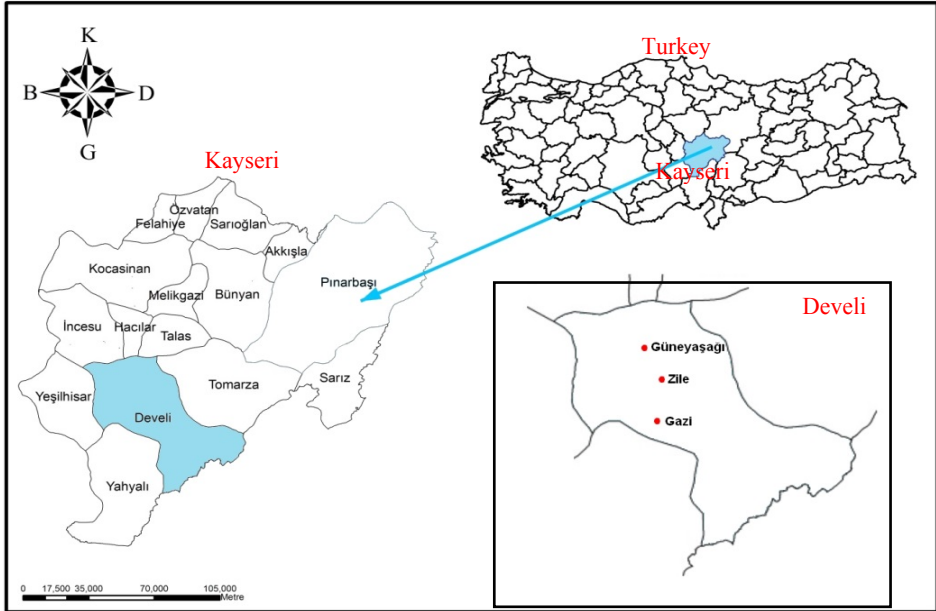 K
B D
G
Turkey
Kayseri
Kayseri
Özvatan
Felahiye
Sarıoğlan
Akkışla
Kocasinan
Pınarbaşı
Melikgazi
Bünyan
İncesu
Hacılar
Talas
Yeşilhisar
Develi
Tomarza
Sarız
Yahyalı
Develi
Güneyaşağı
Zile
Gazi
0 17,500 35,000 70,000 105,000
Metre